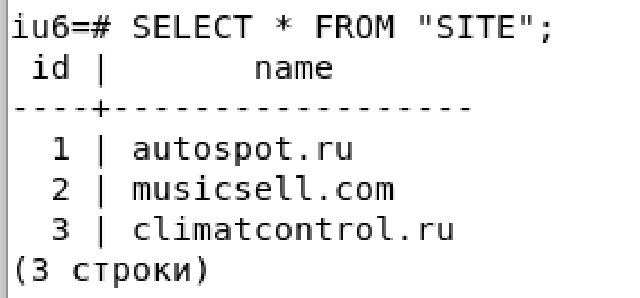 iu6=# SELECT * FROM "SITE";
 id |       name
----+------------------
  1 | autospot.ru
  2 | musicsell.com
  3 | climatcontrol.ru
(3 строки)